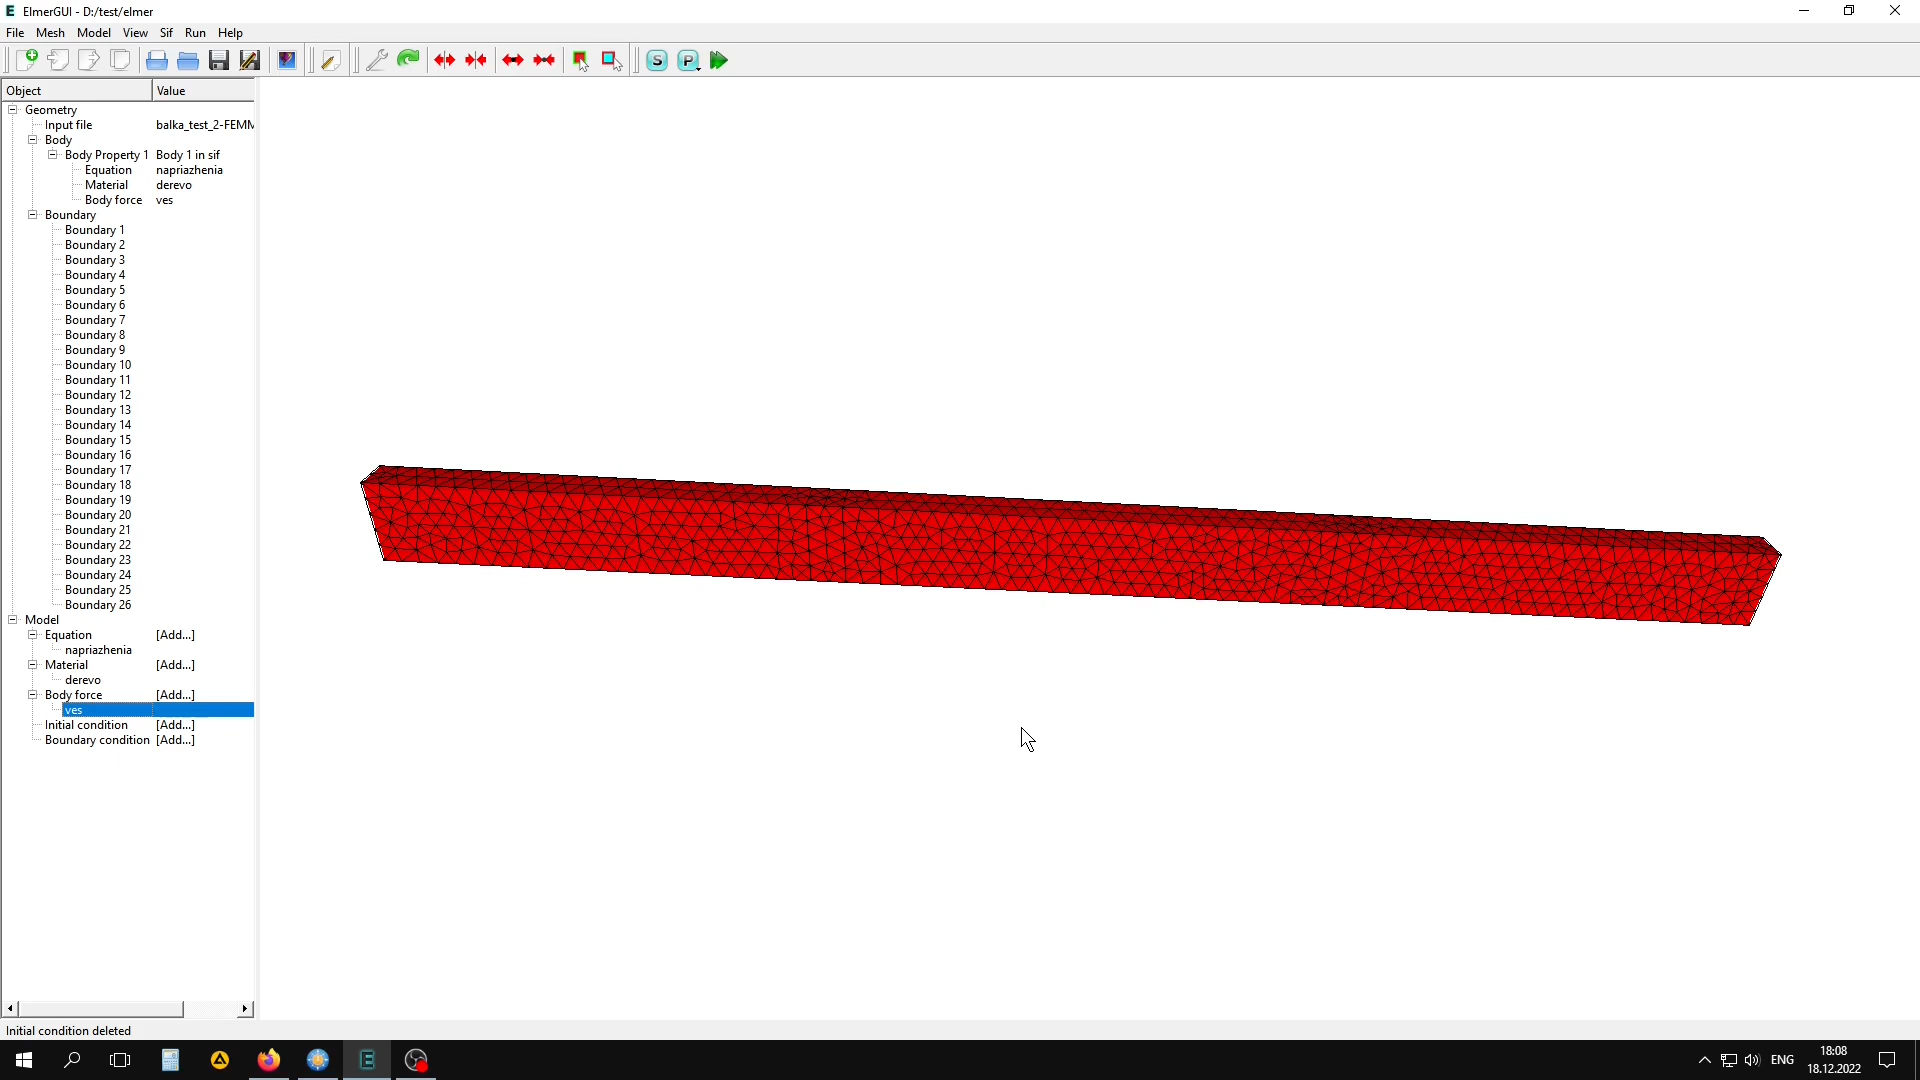 ElmerGUI - D:/test/elmer
File Mesh Model View Sif Run Help
S P
Object Value
Geometry
Input file balka_test_2-FEMM
Body
Body Property 1 Body 1 in sif
Equation napriazhenia
Material derevo
Body force ves
Boundary
Boundary 1
Boundary 2
Boundary 3
Boundary 4
Boundary 5
Boundary 6
Boundary 7
Boundary 8
Boundary 9
Boundary 10
Boundary 11
Boundary 12
Boundary 13
Boundary 14
Boundary 15
Boundary 16
Boundary 17
Boundary 18
Boundary 19
Boundary 20
Boundary 21
Boundary 22
Boundary 23
Boundary 24
Boundary 25
Boundary 26
Model
Equation [Add...]
napriazhenia
Material [Add...]
derevo
Body force [Add...]
ves
Initial condition [Add...]
Boundary condition [Add...]
Initial condition deleted
ENG
18:08
18.12.2022